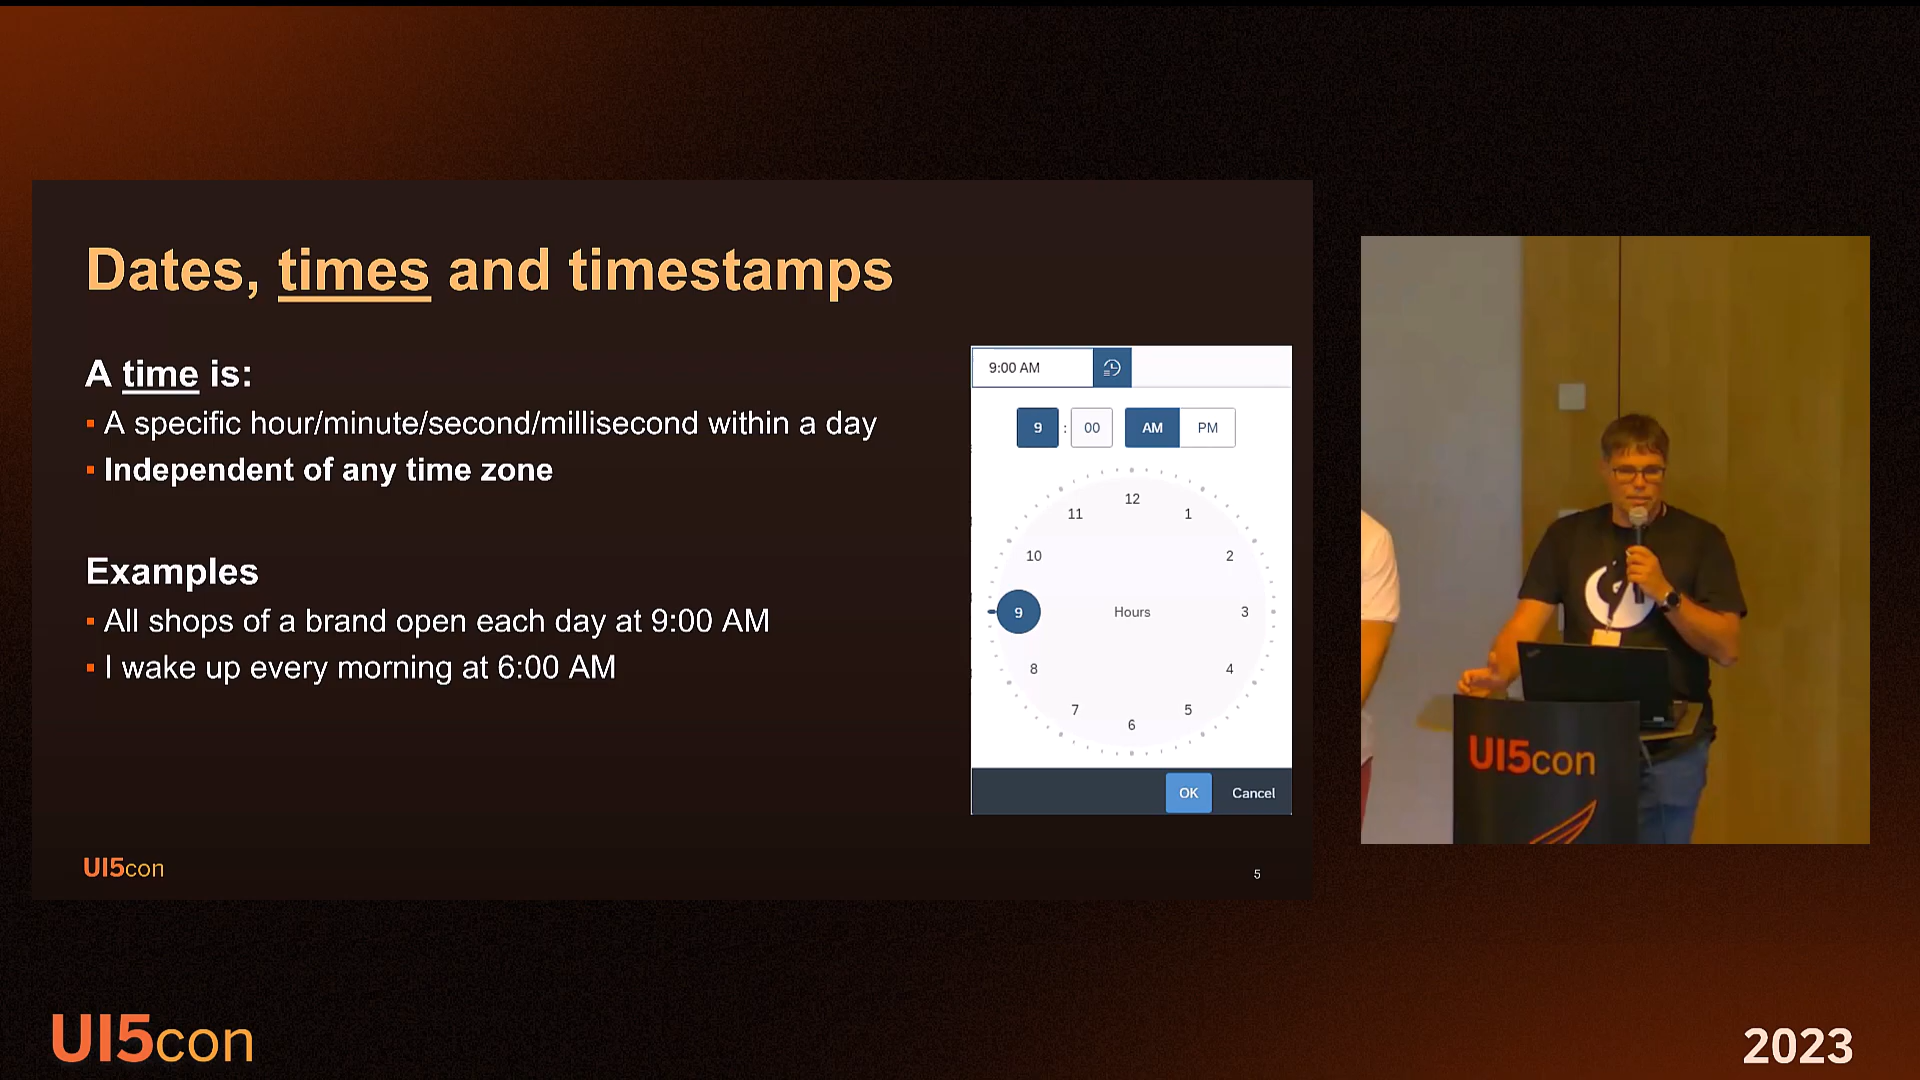 Dates, times and timestamps
A time is:
▪ A specific hour/minute/second/millisecond within a day
▪ Independent of any time zone
Examples
▪ All shops of a brand open each day at 9:00 AM
▪ I wake up every morning at 6:00 AM
9:00 AM
9 : 00 AM PM
12
11 1
10 2
9 Hours 3
8 4
7 5
6
OK Cancel
UI5con
5
UI5con
UI5con
2023